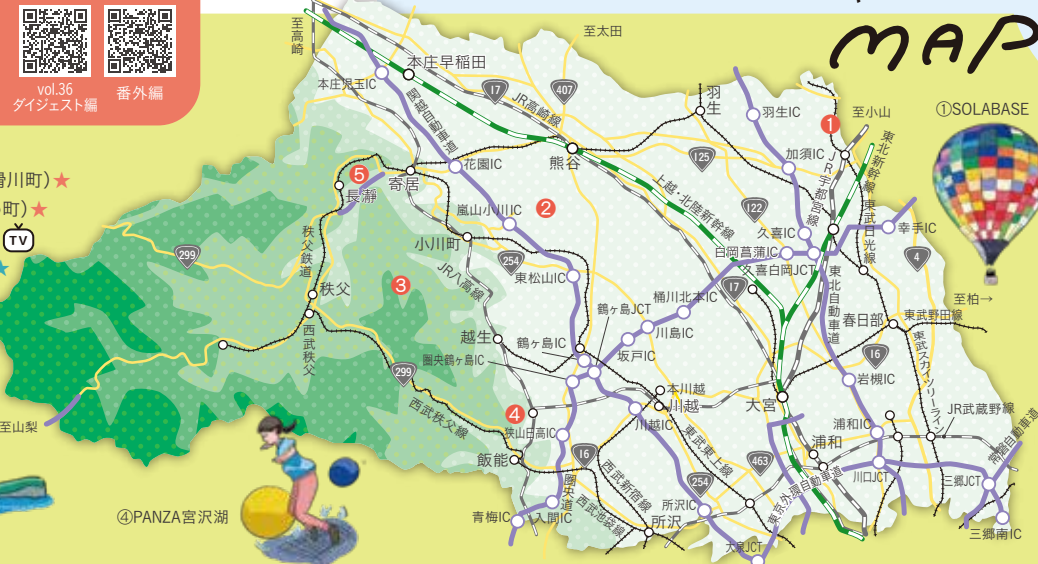 MAP
vol.36
ダイジェスト編
番外編
滑川町)★
町)★
TV
★
①SOLABASE
④PANZA宮沢湖
至高崎
至太田
至小山
至柏→
至山梨
本庄早稲田
本庄児玉IC
関越自動車道
17
JR高崎線
407
羽生
羽生IC
1
加須IC
JR宇都宮線
東北新幹線
東武日光線
熊谷
花園IC
寄居
5
長瀞
125
上越・北陸新幹線
122
久喜IC
幸手IC
4
嵐山小川IC
2
白岡菖蒲IC
久喜白岡JCT
小川町
254
東松山IC
17
299
秩父鉄道
JR八高線
3
秩父
西武秩父
桶川北本IC
鶴ヶ島JCT
川島IC
東北自動車道
春日部
東武野田線
越生
鶴ヶ島IC
圏央鶴ヶ島IC
坂戸IC
16
東武スカイツリーライン
岩槻IC
299
西武秩父線
4
狭山日高IC
本川越
川越
川越IC
大宮
JR武蔵野線
常磐自動車道
飯能
16
東武東上線
浦和
浦和IC
463
川口JCT
三郷JCT
圏央道
西武新宿線
西武池袋線
254
東京外環自動車道
所沢IC
所沢
青梅IC
入間IC
大泉JCT
三郷南IC